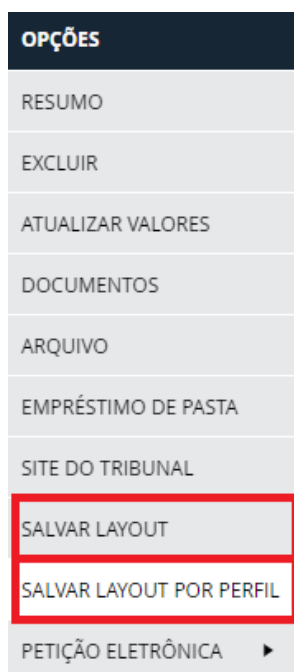 OPÇÕES
RESUMO
EXCLUIR
ATUALIZAR VALORES
DOCUMENTOS
ARQUIVO
EMPRÉSTIMO DE PASTA
SITE DO TRIBUNAL
SALVAR LAYOUT
SALVAR LAYOUT POR PERFIL
PETIÇÃO ELETRÔNICA